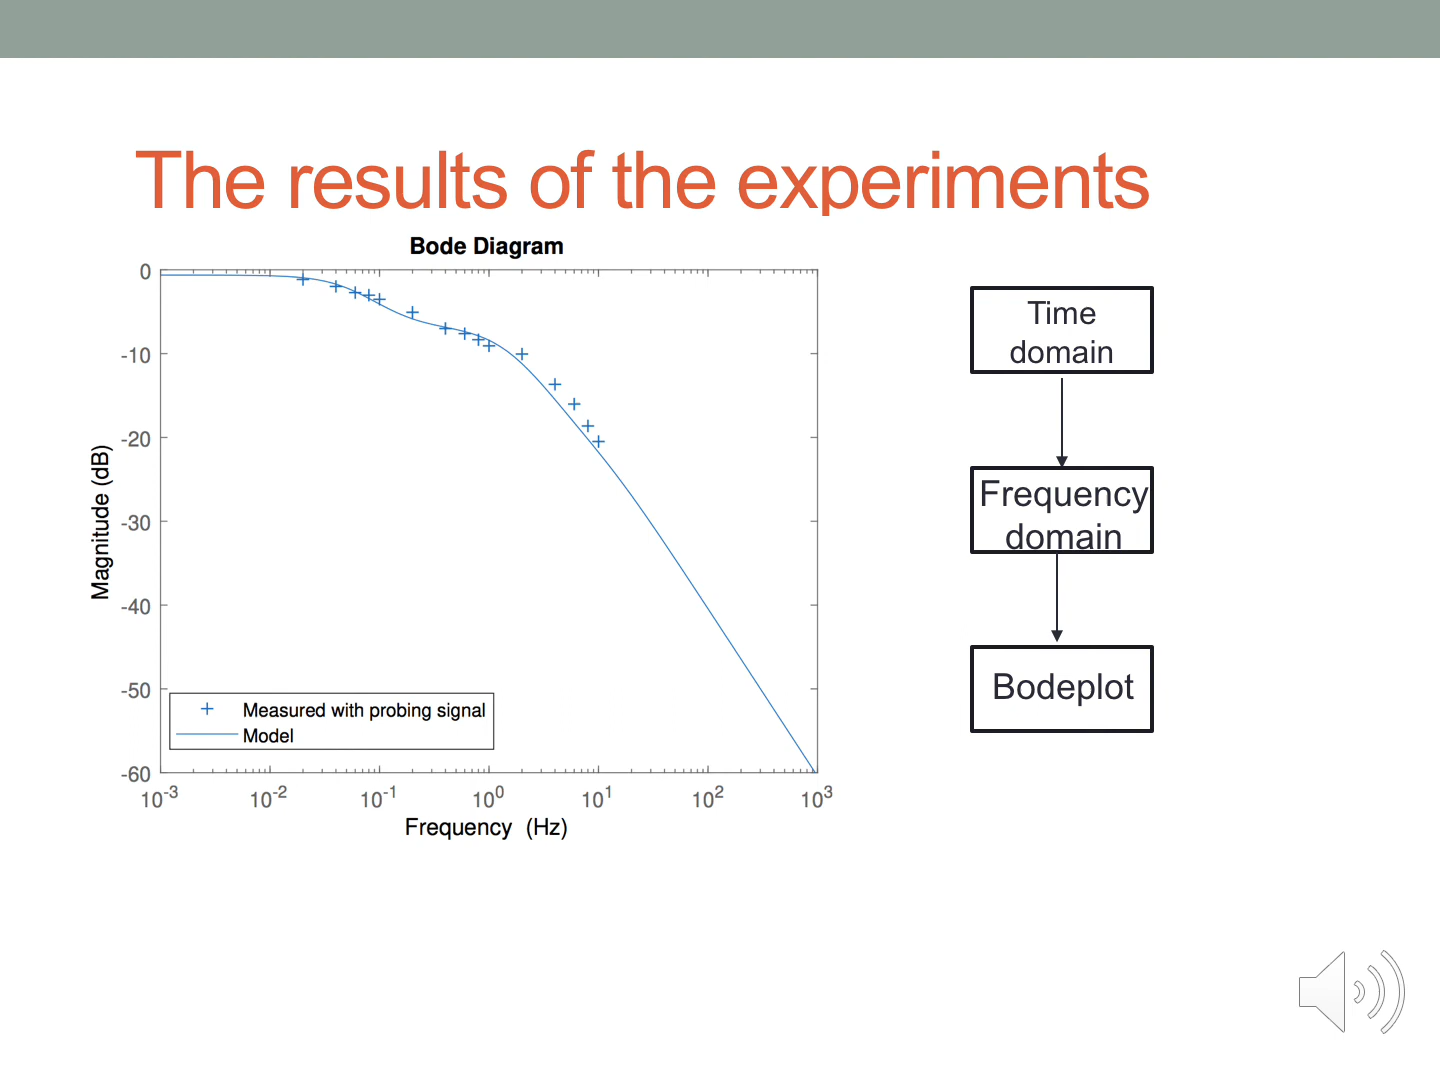 The results of the experiments
Bode Diagram
0
-10
-20
-30
-40
-50
-60
Magnitude (dB)
Measured with probing signal
Model
10-3 10-2 10-1 100 101 102 103
Frequency (Hz)
Time
domain
Frequency
domain
Bodeplot